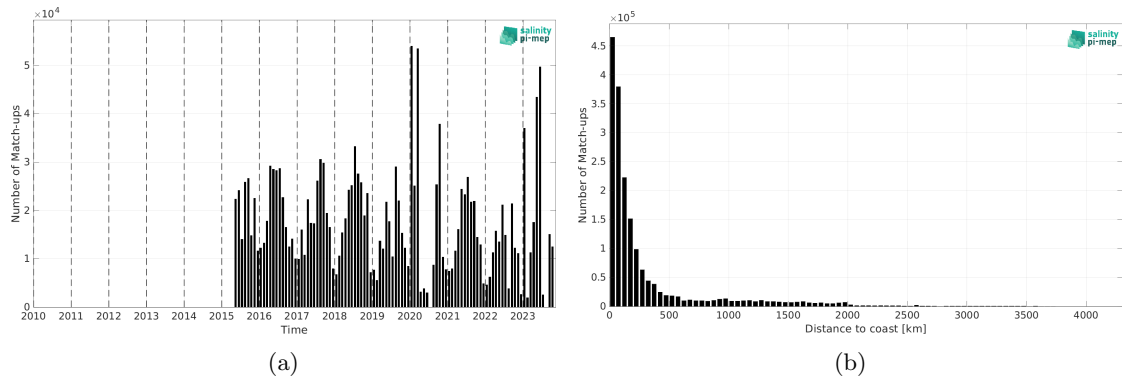 ×10⁴
salinity
pi-mep
5
4
3
2
1
0
Number of Match-ups
2010 2011 2012 2013 2014 2015 2016 2017 2018 2019 2020 2021 2022 2023
Time
(a)
×10⁵
salinity
pi-mep
4.5
4
3.5
3
2.5
2
1.5
1
0.5
0
Number of Match-ups
0 500 1000 1500 2000 2500 3000 3500 4000
Distance to coast [km]
(b)